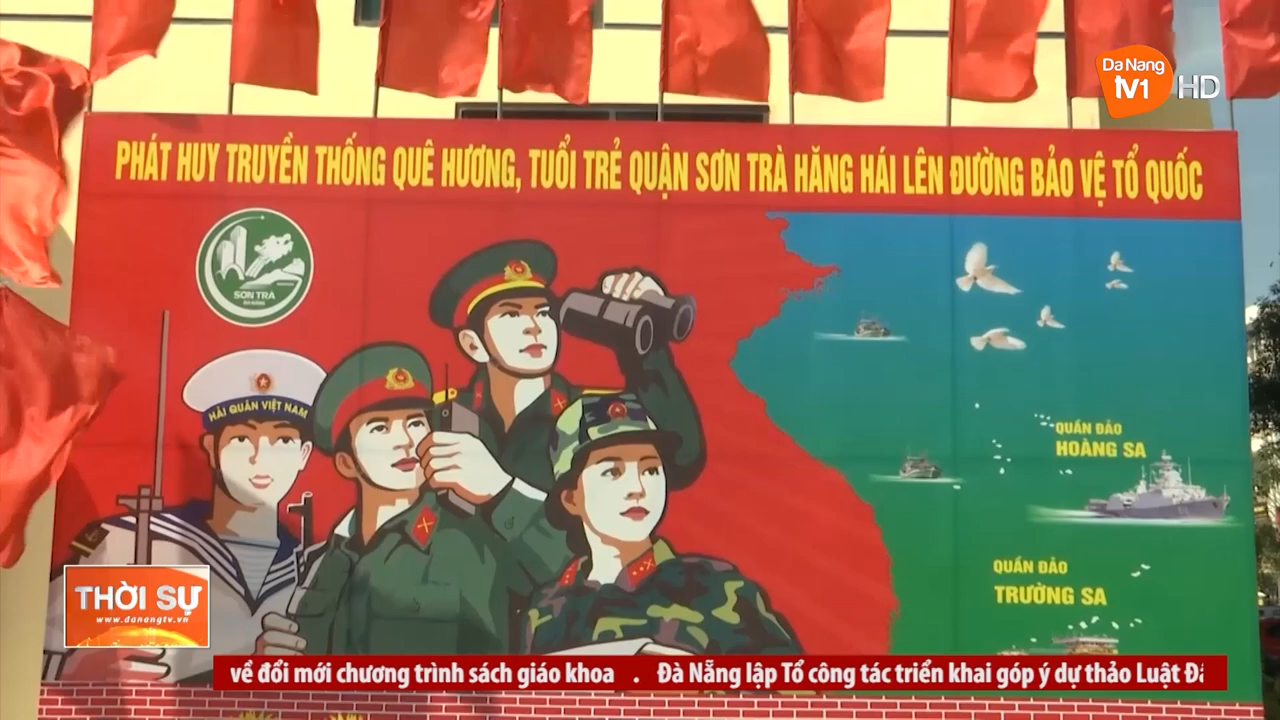 Da Nang
TV1 HD
PHÁT HUY TRUYỀN THỐNG QUÊ HƯƠNG, TUỔI TRẺ QUẬN SƠN TRÀ HĂNG HÁI LÊN ĐƯỜNG BẢO VỆ TỔ QUỐC
SƠN TRÀ
HẢI QUÂN VIỆT NAM
QUẦN ĐẢO
HOÀNG SA
QUẦN ĐẢO
TRƯỜNG SA
THỜI SỰ
www.danangtv.vn
về đổi mới chương trình sách giáo khoa . Đà Nẵng lập Tổ công tác triển khai góp ý dự thảo Luật